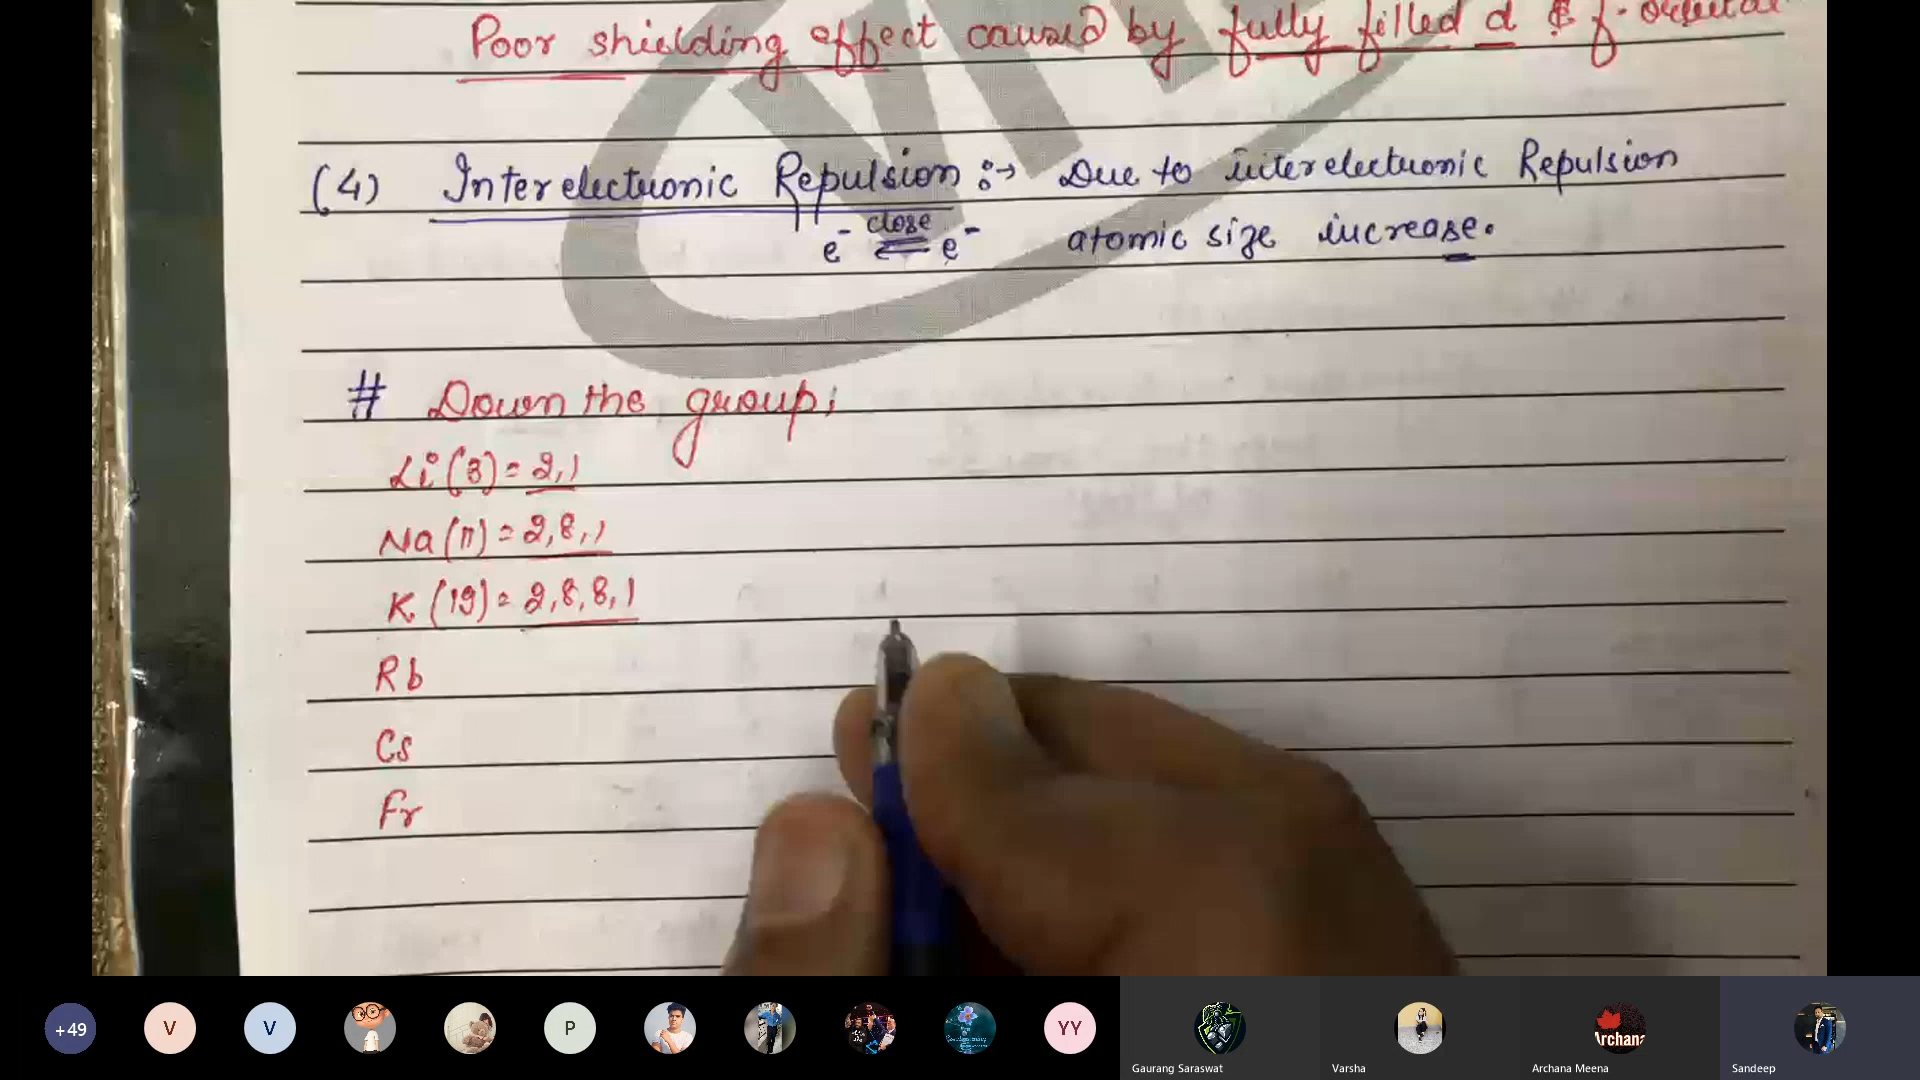 Poor shielding effect caused by fully filled d & f-orbital
(4) Interelectronic Repulsion :→ Due to interelectronic Repulsion
e⁻ close e⁻ atomic size increase.
# Down the group;
Li (3) = 2,1
Na (11) = 2,8,1
K (19) = 2,8,8,1
Rb
Cs
Fr
+49 V V P YY
Gaurang Saraswat Varsha Archana Meena Sandeep